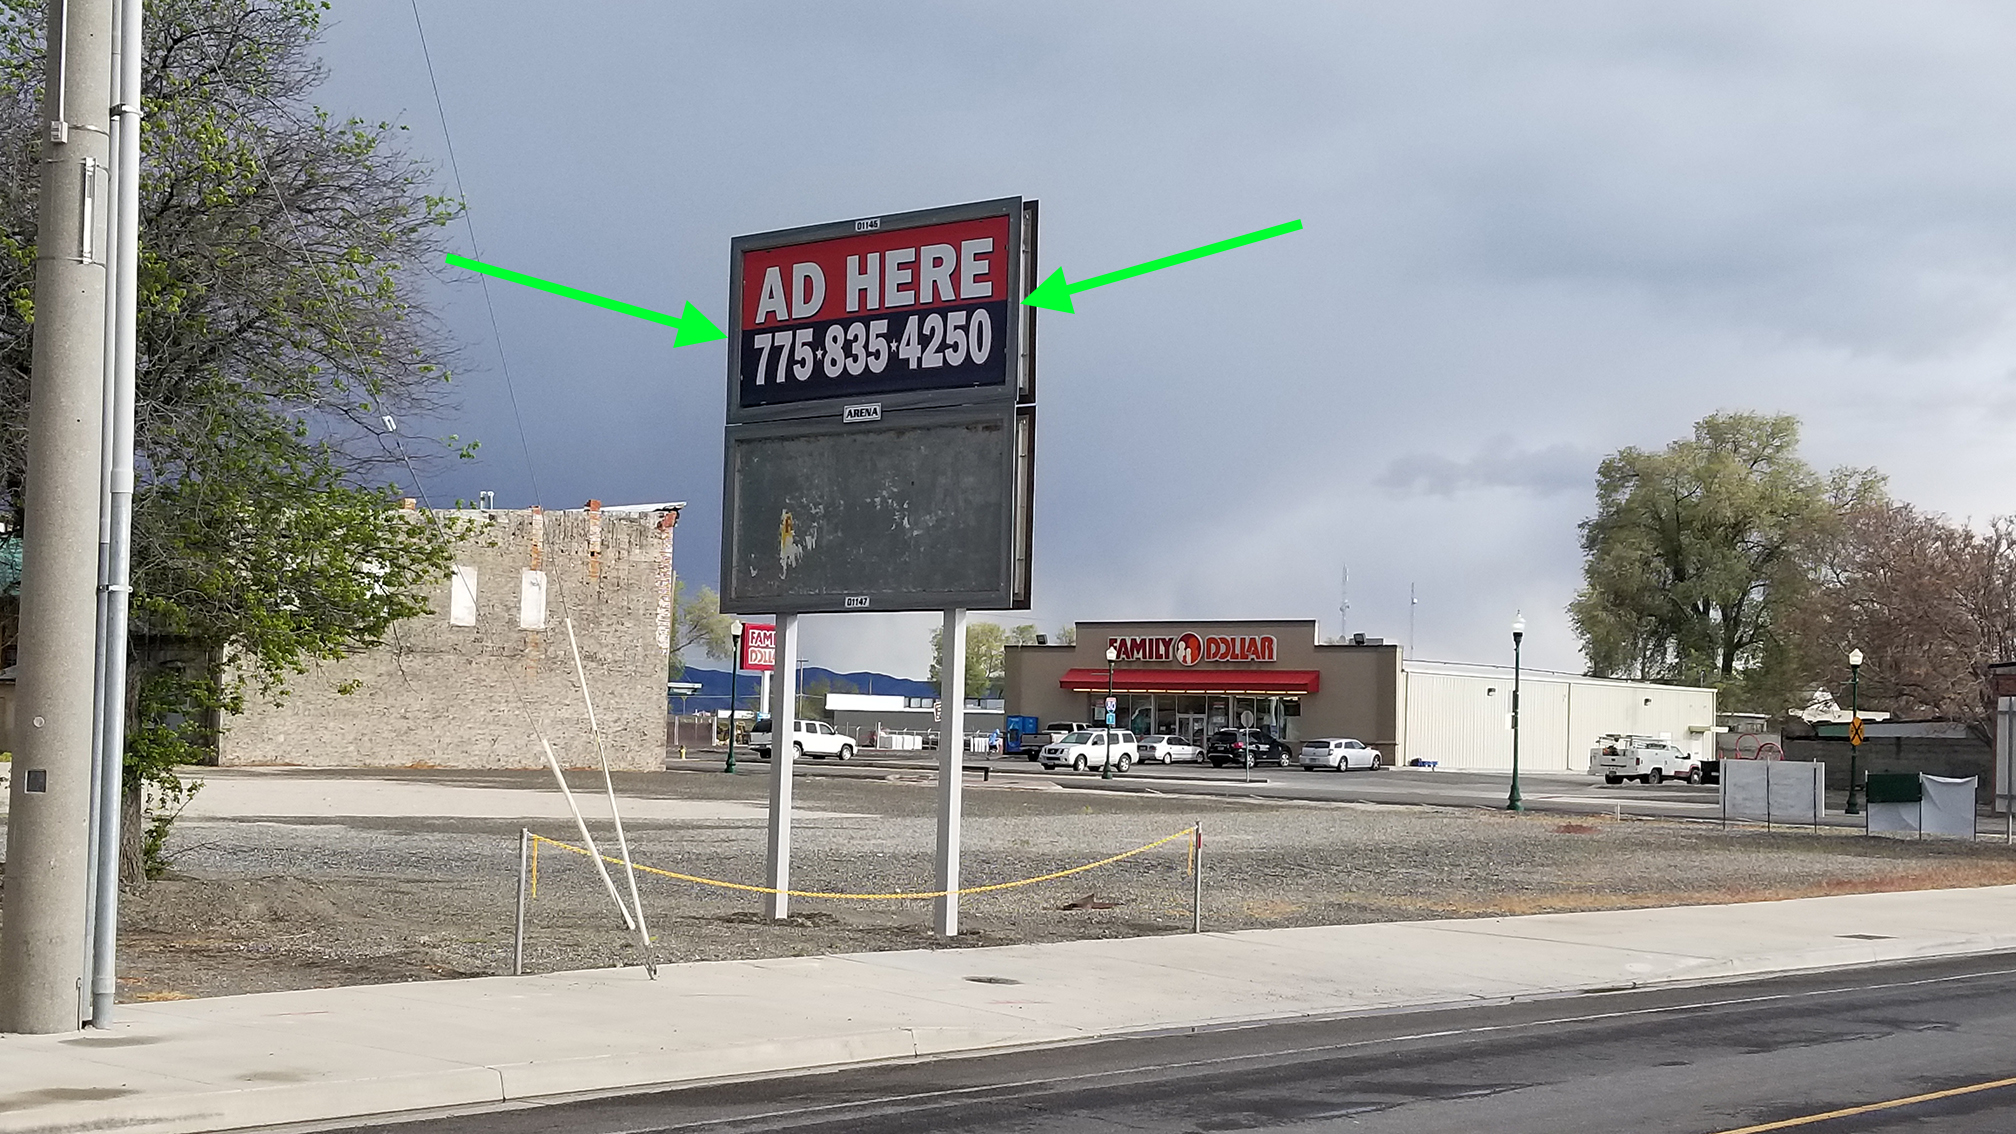 01146
AD HERE
775★835★4250
ARENA
01147
FAMILY DOLLAR